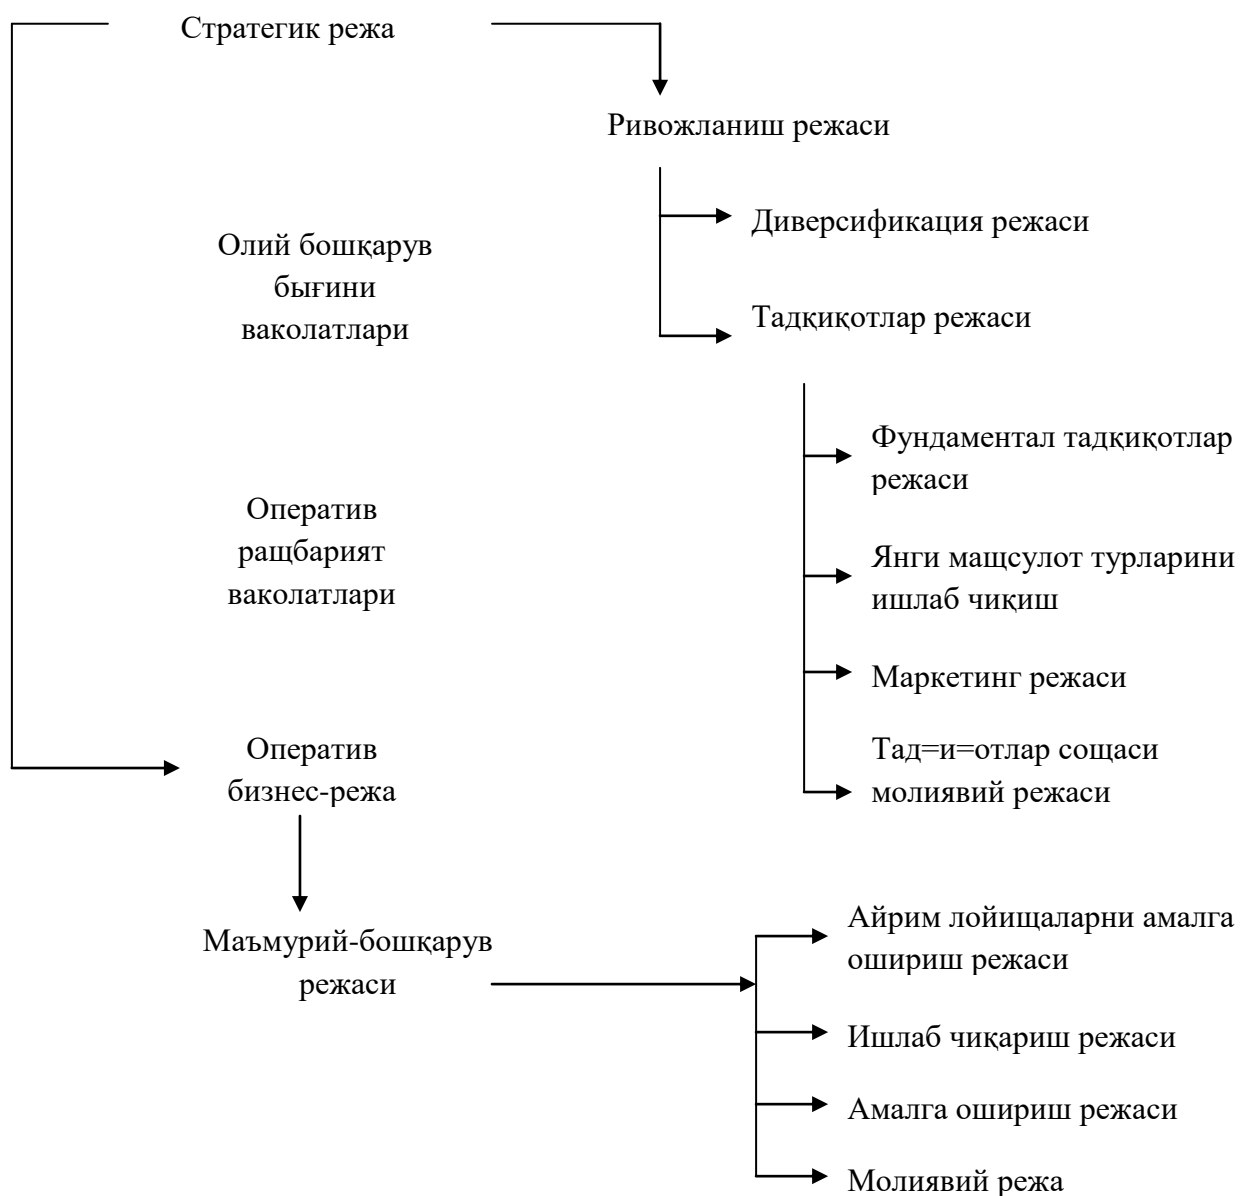 Стратегик режа
Ривожланиш режаси
Диверсификация режаси
Олий бошқарув
бығини
ваколатлари
Тадқиқотлар режаси
Фундаментал тадқиқотлар
режаси
Оператив
ращбарият
ваколатлари
Янги мащсулот турларини
ишлаб чиқиш
Маркетинг режаси
Оператив
бизнес-режа
Тад=и=отлар сощаси
молиявий режаси
Маъмурий-бошқарув
режаси
Айрим лойищаларни амалга
ошириш режаси
Ишлаб чиқариш режаси
Амалга ошириш режаси
Молиявий режа